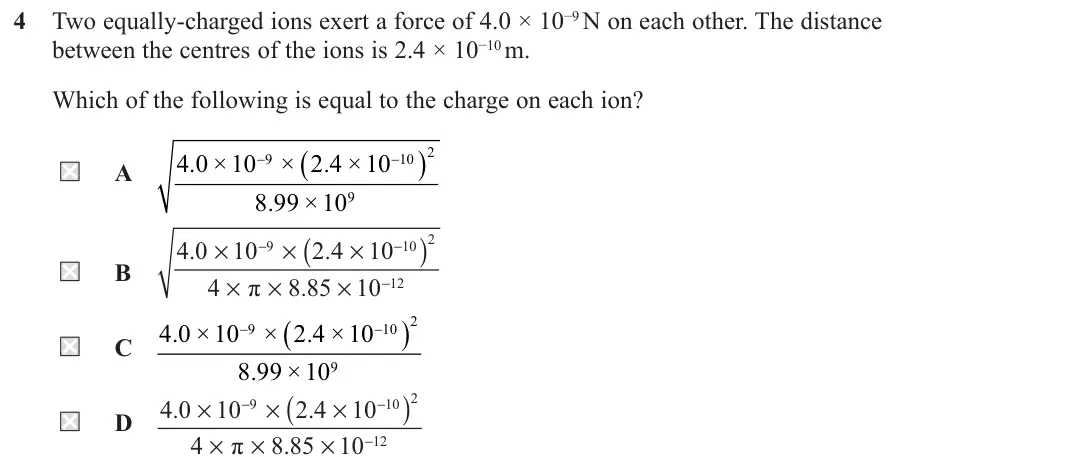 4 Two equally-charged ions exert a force of 4.0 × 10⁻⁹ N on each other. The distance
between the centres of the ions is 2.4 × 10⁻¹⁰ m.
Which of the following is equal to the charge on each ion?
A √(4.0 × 10⁻⁹ × (2.4 × 10⁻¹⁰)² / 8.99 × 10⁹)
B √(4.0 × 10⁻⁹ × (2.4 × 10⁻¹⁰)² / 4 × π × 8.85 × 10⁻¹²)
C 4.0 × 10⁻⁹ × (2.4 × 10⁻¹⁰)² / 8.99 × 10⁹
D 4.0 × 10⁻⁹ × (2.4 × 10⁻¹⁰)² / 4 × π × 8.85 × 10⁻¹²